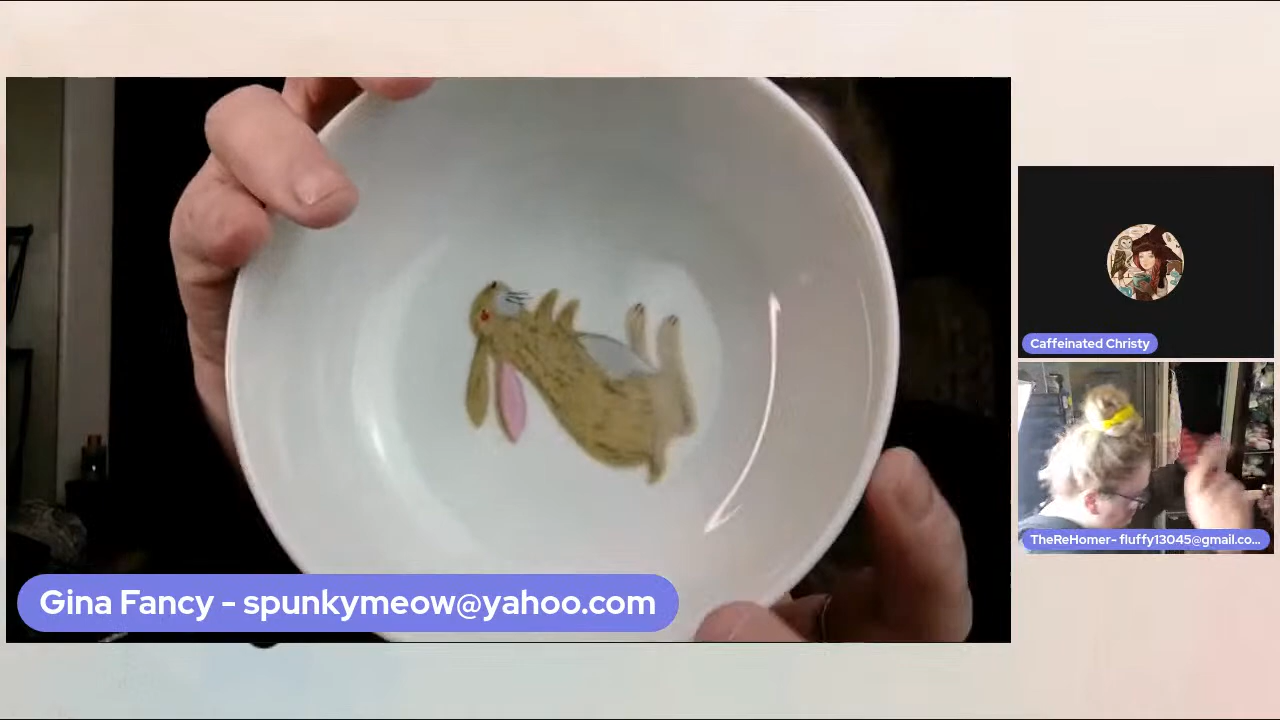 Gina Fancy - spunkymeow@yahoo.com
Caffeinated Christy
TheReHomer- fluffy13045@gmail.co...